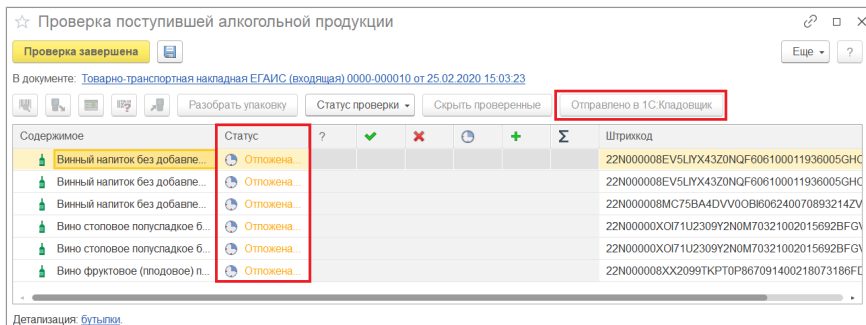 Проверка поступившей алкогольной продукции
Проверка завершена Еще ?
В документе: Товарно-транспортная накладная ЕГАИС (входящая) 0000-000010 от 25.02.2020 15:03:23
Разобрать упаковку Статус проверки Скрыть проверенные Отправлено в 1С.Кладовщик
Содержимое Статус ? Σ Штрихкод
Винный напиток без добавле... Отложена... 22N000008EV5LIYX43Z0NQF606100011936005GHC
Винный напиток без добавле... Отложена... 22N000008EV5LIYX43Z0NQF606100011936005GHC
Винный напиток без добавле... Отложена... 22N000008MC75BA4DVV0OBI606240070893214ZV
Вино столовое полусладкое б... Отложена... 22N00000XOI71U2309Y2N0M70321002015692BFGV
Вино столовое полусладкое б... Отложена... 22N00000XOI71U2309Y2N0M70321002015692BFGV
Вино фруктовое (плодовое) п... Отложена... 22N000008XX2099TKPT0P867091400218073186FD
Детализация: бутылки.